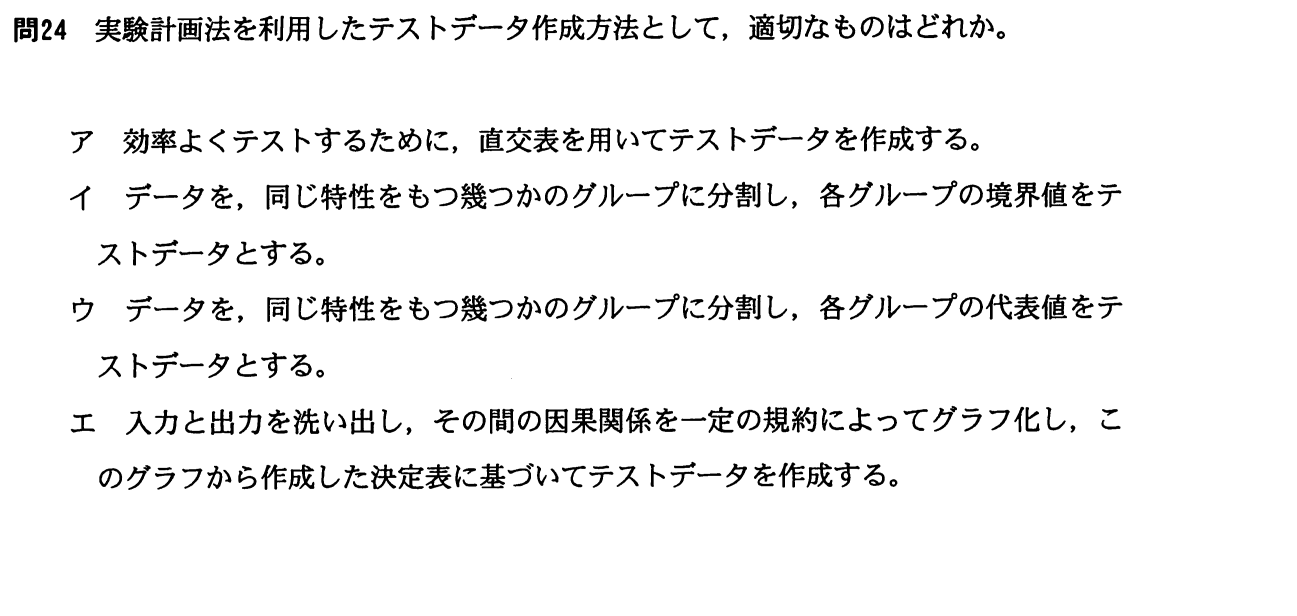 問24　実験計画法を利用したテストデータ作成方法として，適切なものはどれか。
ア　効率よくテストするために，直交表を用いてテストデータを作成する。
イ　データを，同じ特性をもつ幾つかのグループに分割し，各グループの境界値をテ
ストデータとする。
ウ　データを，同じ特性をもつ幾つかのグループに分割し，各グループの代表値をテ
ストデータとする。
エ　入力と出力を洗い出し，その間の因果関係を一定の規約によってグラフ化し，こ
のグラフから作成した決定表に基づいてテストデータを作成する。